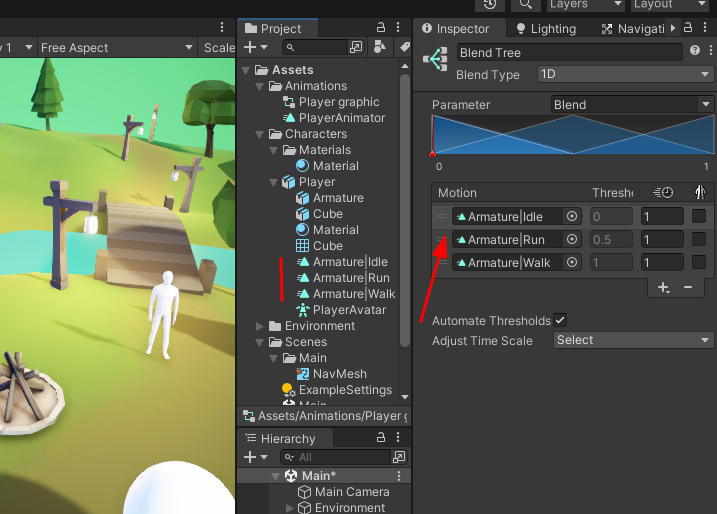 Layers
Layout
y 1
Free Aspect
Scale
Project
Assets
Animations
Player graphic
PlayerAnimator
Characters
Materials
Material
Player
Armature
Cube
Material
Cube
Armature|Idle
Armature|Run
Armature|Walk
PlayerAvatar
Environment
Scenes
Main
NavMesh
ExampleSettings
Main
Assets/Animations/Player g
Hierarchy
All
Main*
Main Camera
Environment
Inspector
Lighting
Navigati
Blend Tree
Blend Type
1D
Parameter
Blend
0
1
Motion
Thresh
Armature|Idle
0
1
Armature|Run
0.5
1
Armature|Walk
1
1
+
−
Automate Thresholds
Adjust Time Scale
Select